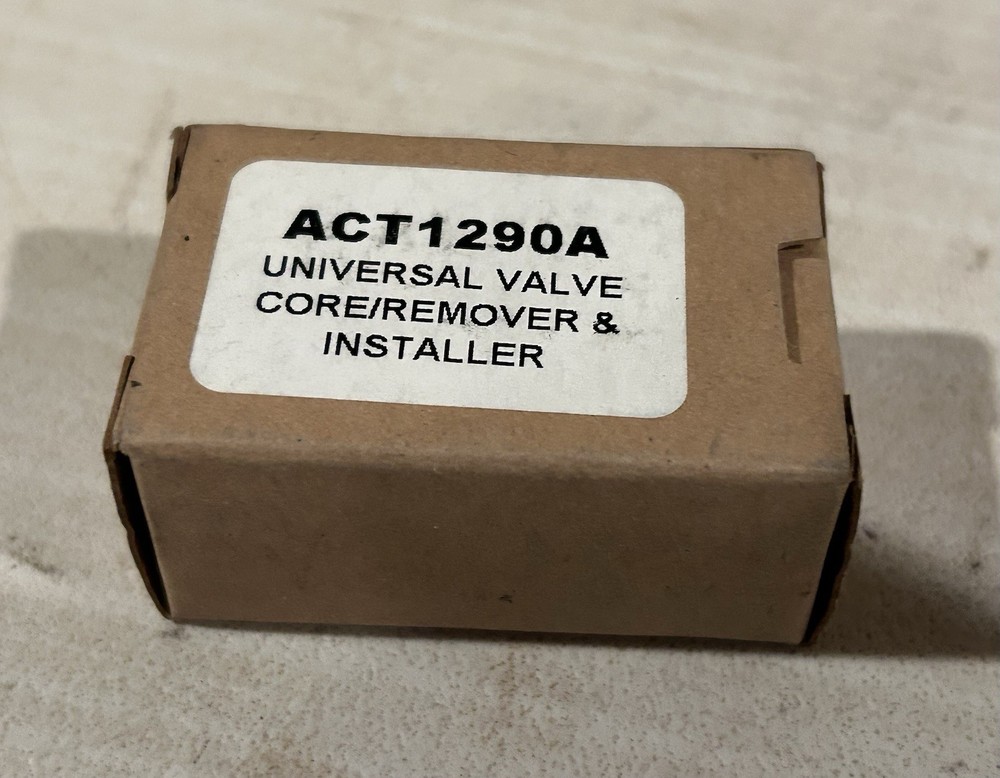 ACT1290A
UNIVERSAL VALVE
CORE/REMOVER &
INSTALLER